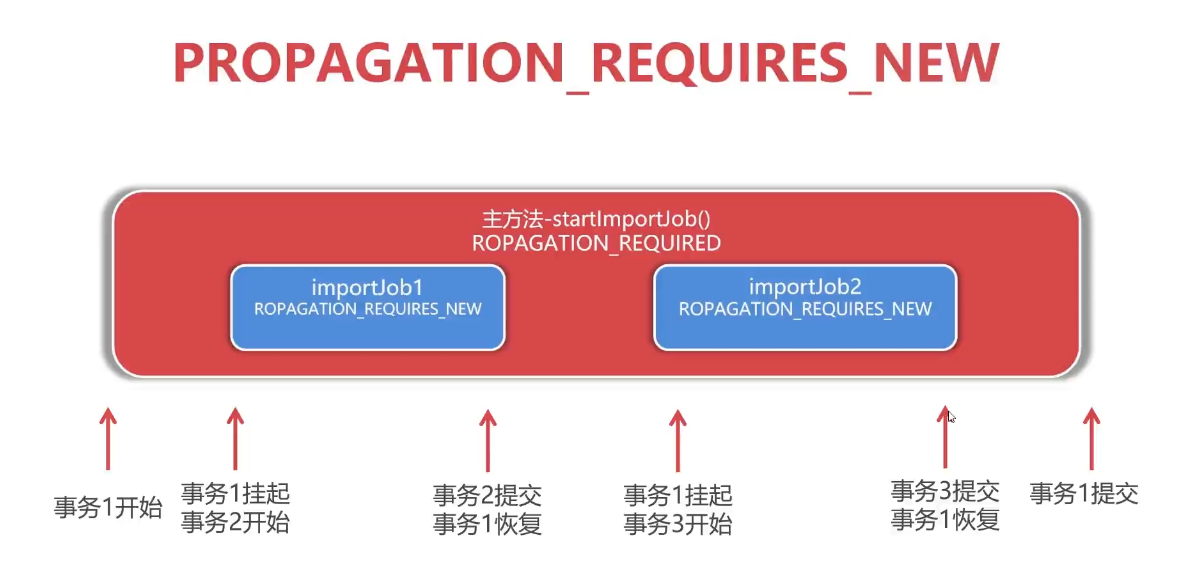 PROPAGATION_REQUIRES_NEW
主方法-startImportJob()
ROPAGATION_REQUIRED
importJob1
ROPAGATION_REQUIRES_NEW
importJob2
ROPAGATION_REQUIRES_NEW
事务1开始
事务1挂起
事务2开始
事务2提交
事务1恢复
事务1挂起
事务3开始
事务3提交
事务1恢复
事务1提交